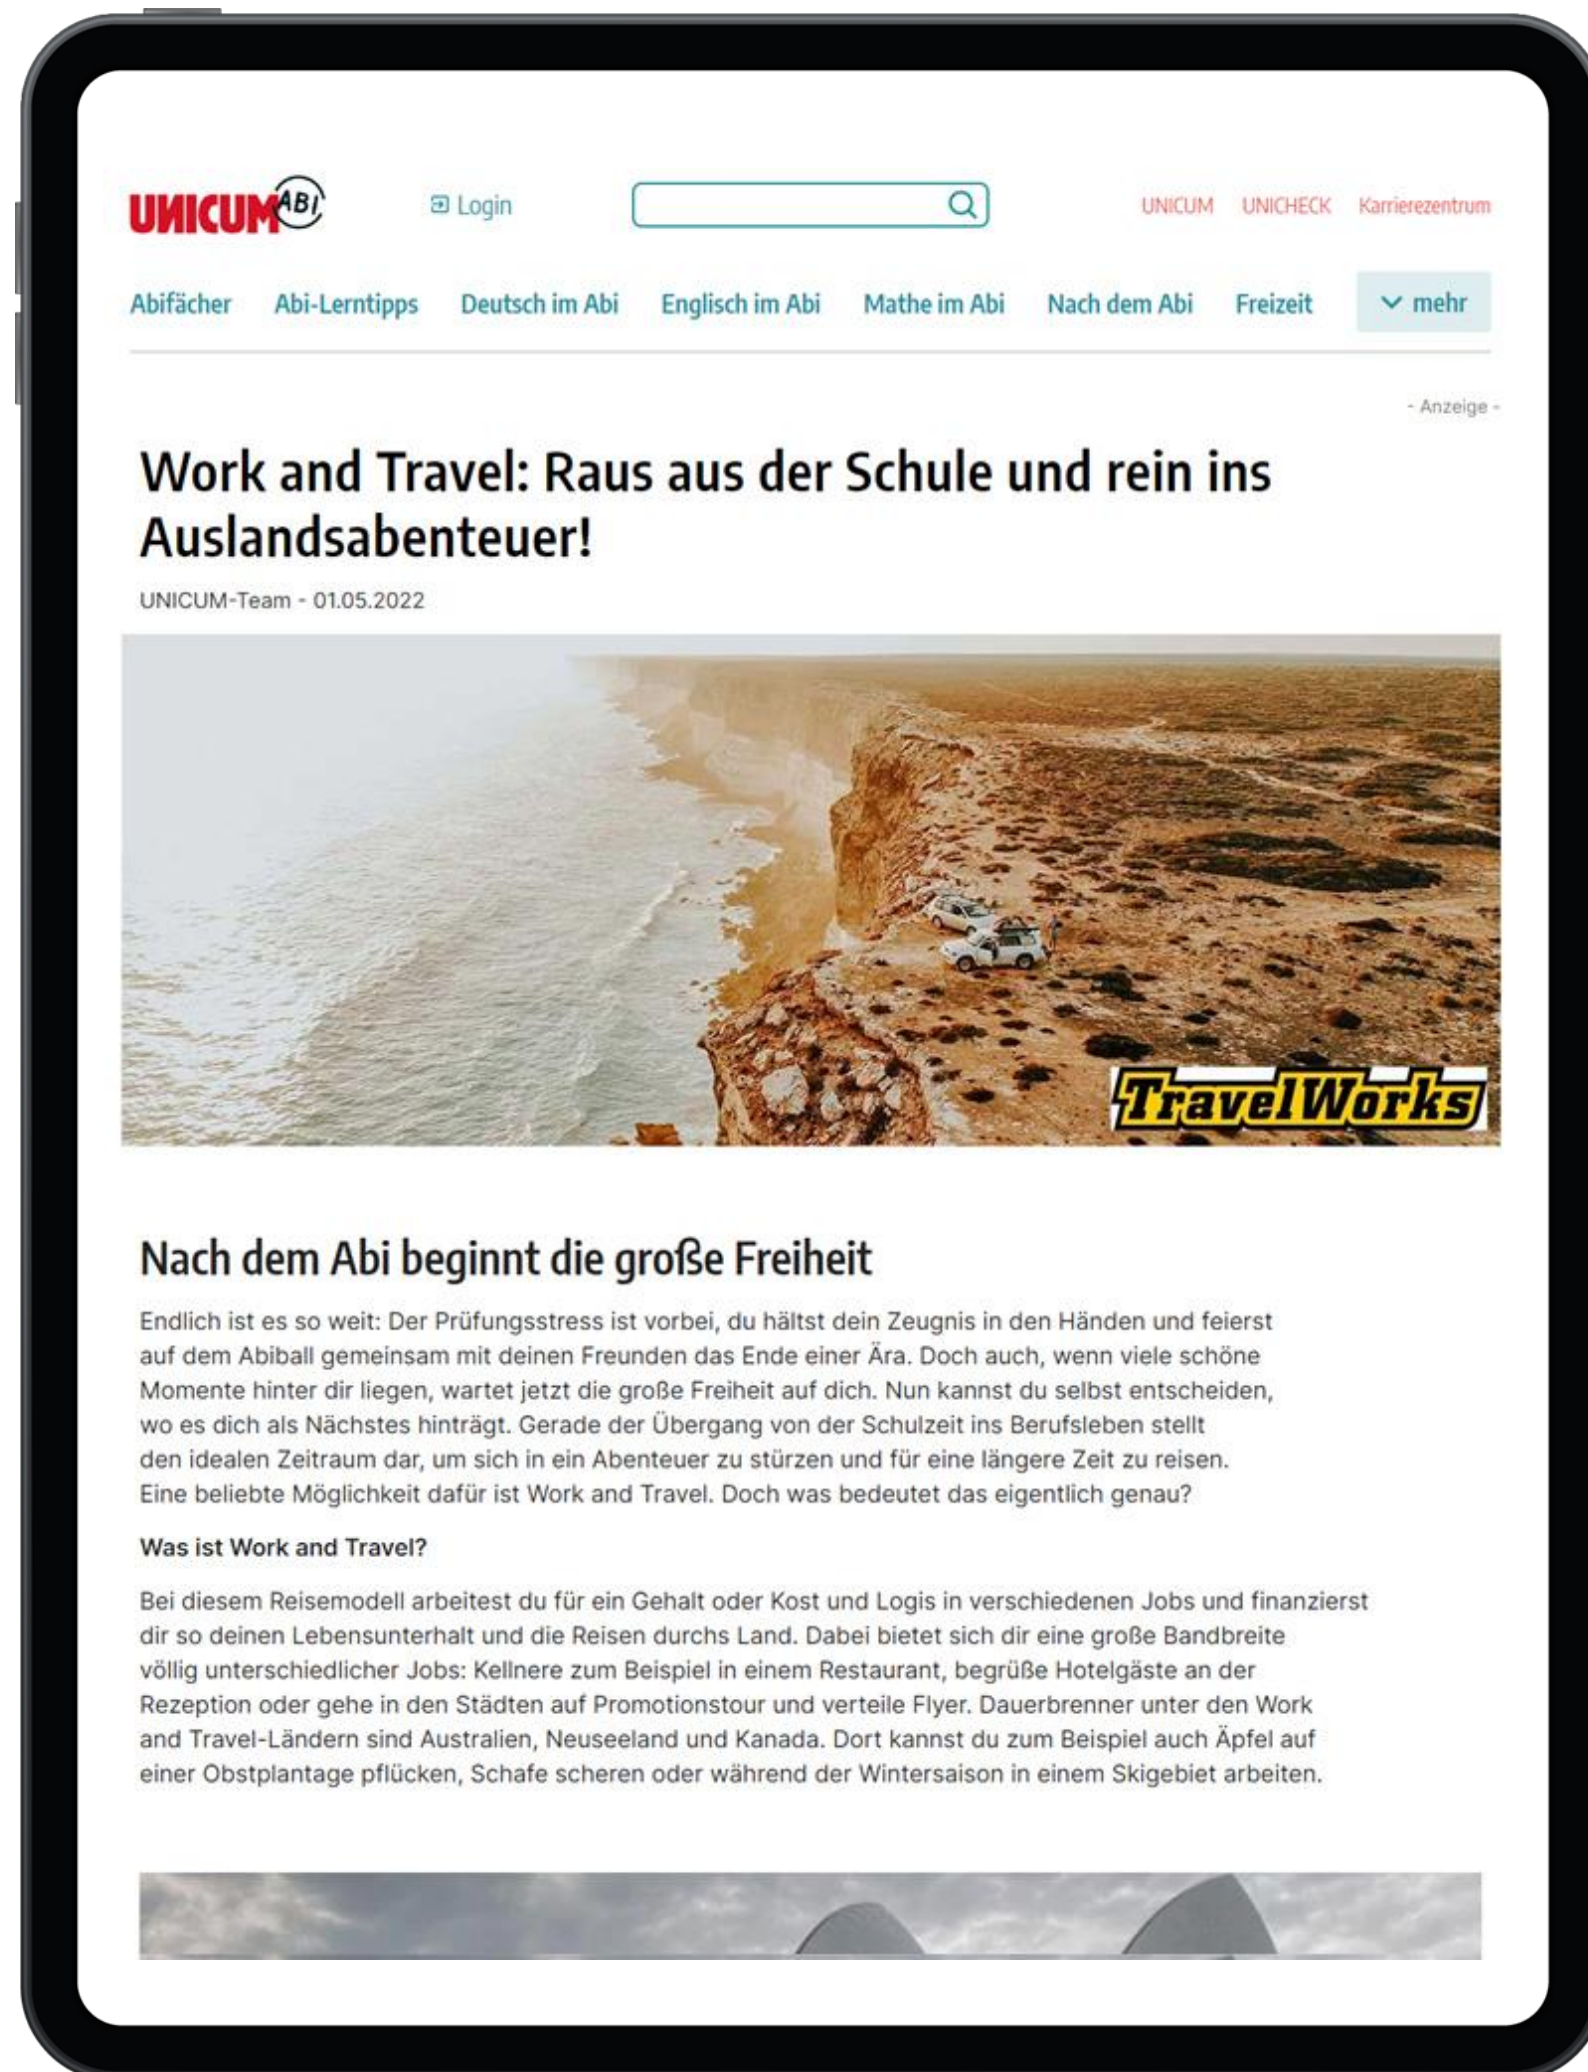 UNICUM ABI
Login
UNICUM UNICHECK Karrierezentrum
Abifächer Abi-Lerntipps Deutsch im Abi Englisch im Abi Mathe im Abi Nach dem Abi Freizeit mehr
- Anzeige -
Work and Travel: Raus aus der Schule und rein ins
Auslandsabenteuer!
UNICUM-Team - 01.05.2022
TravelWorks
Nach dem Abi beginnt die große Freiheit
Endlich ist es so weit: Der Prüfungsstress ist vorbei, du hältst dein Zeugnis in den Händen und feierst
auf dem Abiball gemeinsam mit deinen Freunden das Ende einer Ära. Doch auch, wenn viele schöne
Momente hinter dir liegen, wartet jetzt die große Freiheit auf dich. Nun kannst du selbst entscheiden,
wo es dich als Nächstes hinträgt. Gerade der Übergang von der Schulzeit ins Berufsleben stellt
den idealen Zeitraum dar, um sich in ein Abenteuer zu stürzen und für eine längere Zeit zu reisen.
Eine beliebte Möglichkeit dafür ist Work and Travel. Doch was bedeutet das eigentlich genau?
Was ist Work and Travel?
Bei diesem Reisemodell arbeitest du für ein Gehalt oder Kost und Logis in verschiedenen Jobs und finanzierst
dir so deinen Lebensunterhalt und die Reisen durchs Land. Dabei bietet sich dir eine große Bandbreite
völlig unterschiedlicher Jobs: Kellnere zum Beispiel in einem Restaurant, begrüße Hotelgäste an der
Rezeption oder gehe in den Städten auf Promotionstour und verteile Flyer. Dauerbrenner unter den Work
and Travel-Ländern sind Australien, Neuseeland und Kanada. Dort kannst du zum Beispiel auch Äpfel auf
einer Obstplantage pflücken, Schafe scheren oder während der Wintersaison in einem Skigebiet arbeiten.